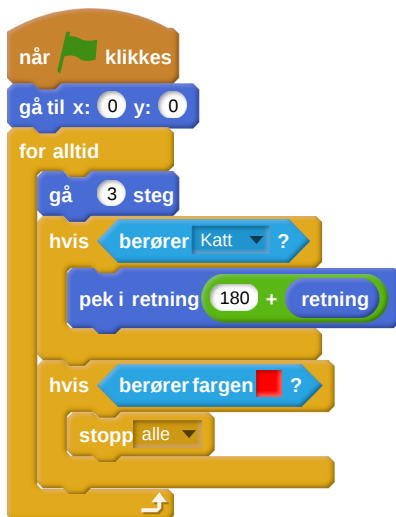 når klikkes
gå til x: 0 y: 0
for alltid
gå 3 steg
hvis berører Katt ?
pek i retning 180 + retning
hvis berører fargen ?
stopp alle